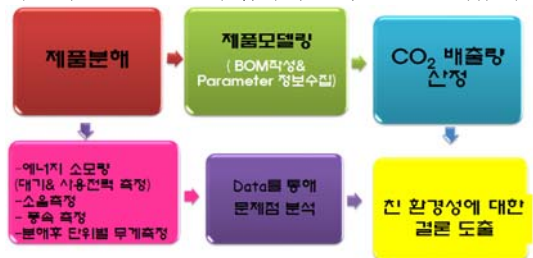 제품분해
제품모델링
( BOM작성&
Parameter 정보수집)
CO2 배출량
산정
-에너지 소모량
(대기& 사용전력 측정)
-소음측정
- 풍속 측정
-분해후 단위별 무게측정
Data를 통해
문제점 분석
친 환경성에 대한
결론 도출